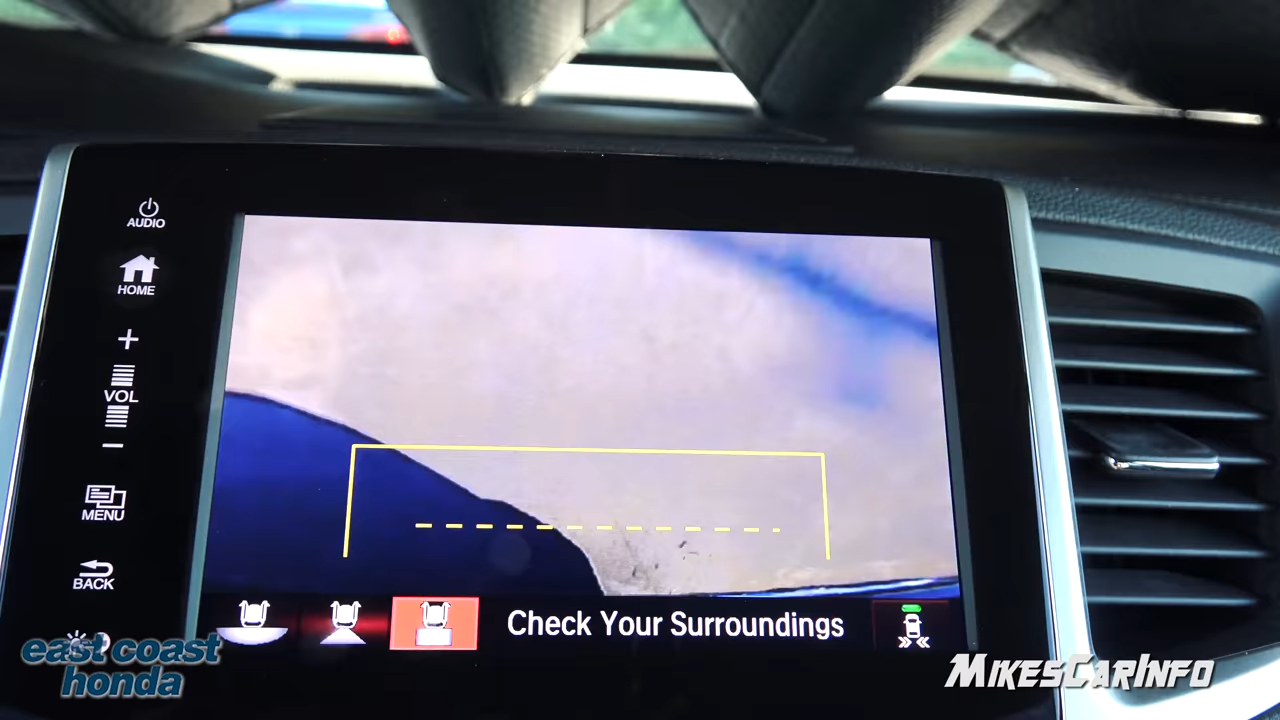 AUDIO
HOME
+
VOL
-
MENU
BACK
Check Your Surroundings
east coast
honda
MIKESCARINFO